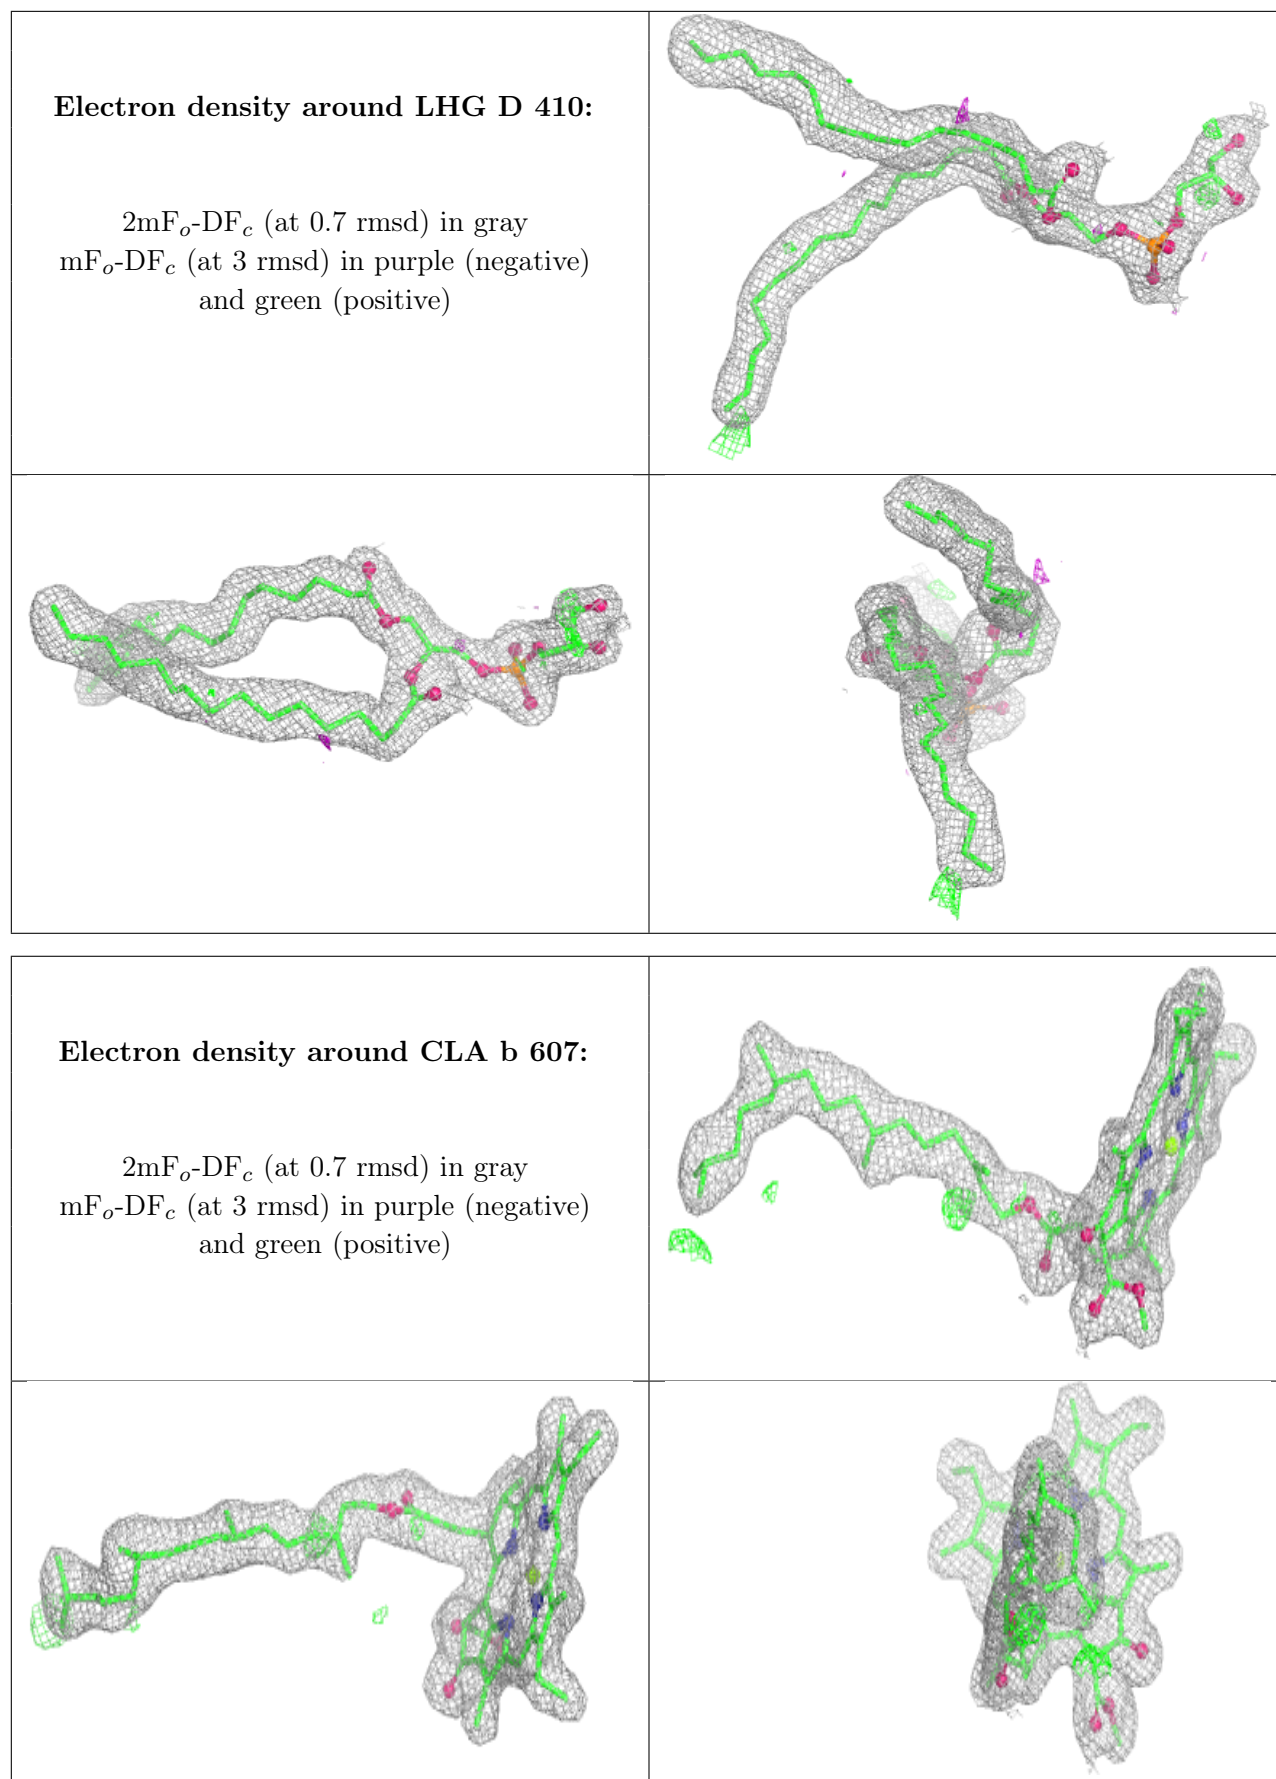 Electron density around LHG D 410:
2mFo-DFc (at 0.7 rmsd) in gray
mFo-DFc (at 3 rmsd) in purple (negative)
and green (positive)
Electron density around CLA b 607:
2mFo-DFc (at 0.7 rmsd) in gray
mFo-DFc (at 3 rmsd) in purple (negative)
and green (positive)